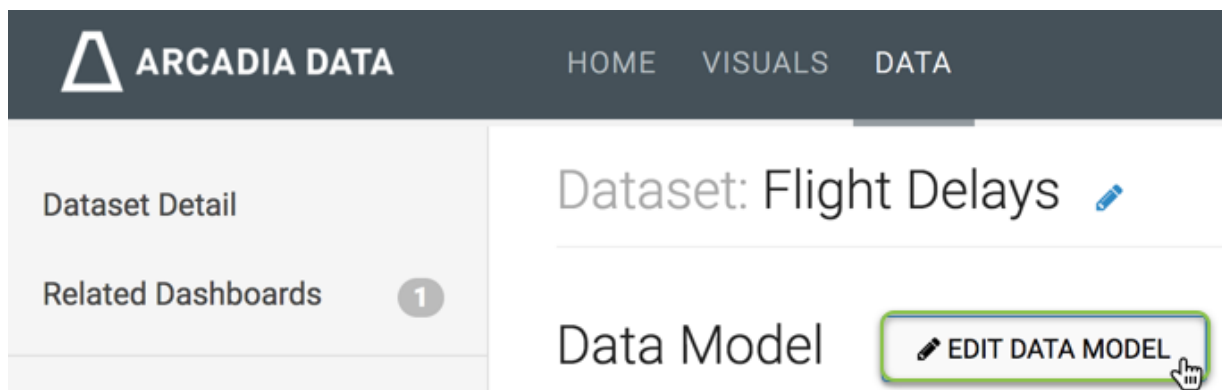 ARCADIA DATA HOME VISUALS DATA
Dataset Detail
Related Dashboards 1
Dataset: Flight Delays
Data Model EDIT DATA MODEL